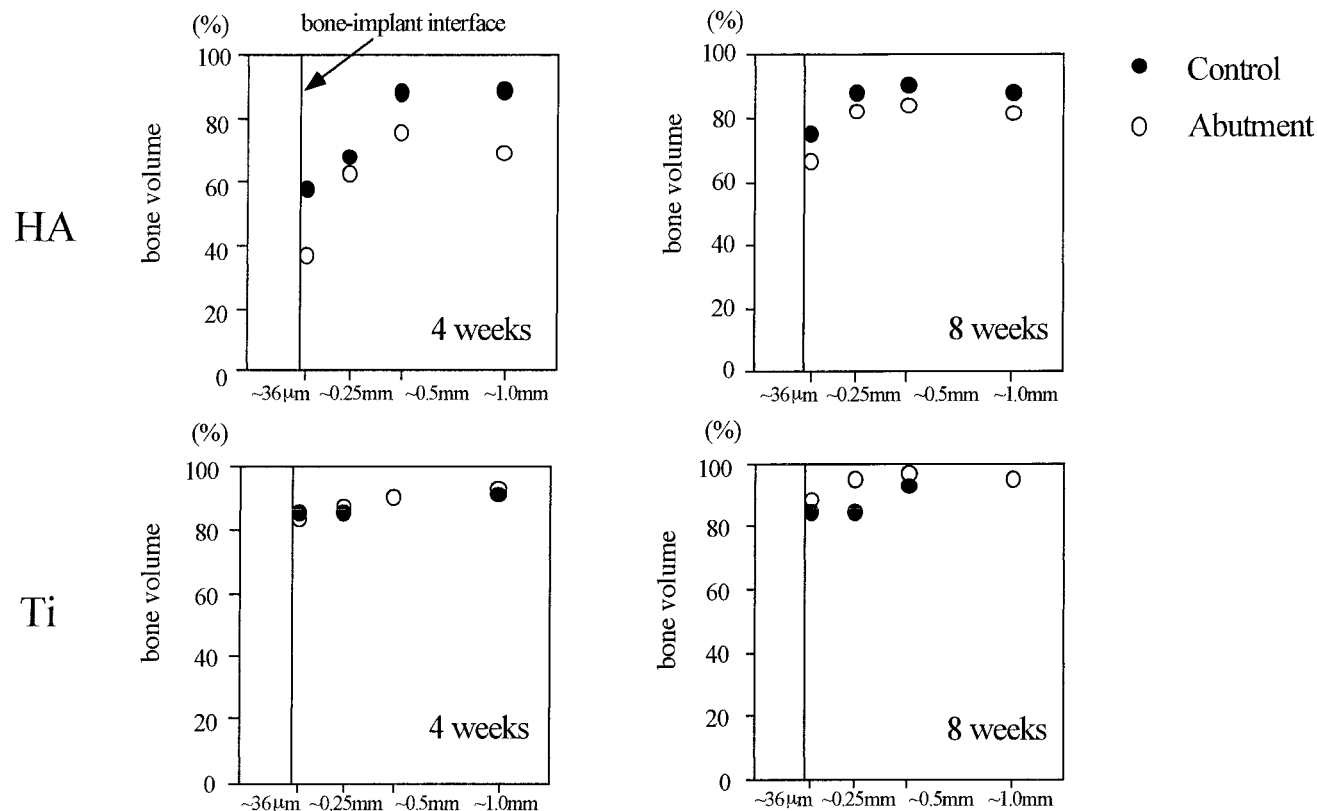 (%)
bone-implant interface
100
80
60
40
20
0
bone volume
4 weeks
~36μm ~0.25mm ~0.5mm ~1.0mm
HA
(%)
100
80
60
40
20
0
bone volume
8 weeks
~36μm ~0.25mm ~0.5mm ~1.0mm
Control
Abutment
(%)
100
80
60
40
20
0
bone volume
4 weeks
~36μm ~0.25mm ~0.5mm ~1.0mm
Ti
(%)
100
80
60
40
20
0
bone volume
8 weeks
~36μm ~0.25mm ~0.5mm ~1.0mm